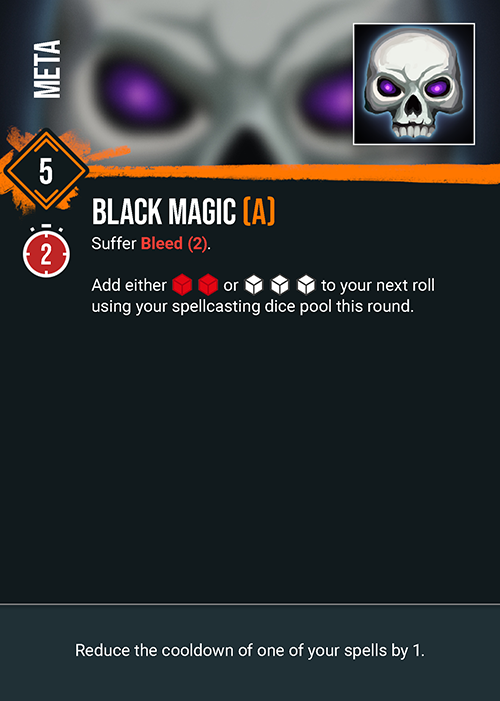 META
5
BLACK MAGIC (A)
2
Suffer Bleed (2).
Add either or to your next roll
using your spellcasting dice pool this round.
Reduce the cooldown of one of your spells by 1.